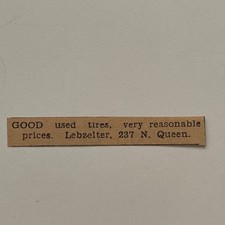 GOOD used tires, very reasonable
prices. Lebzelter, 237 N. Queen.